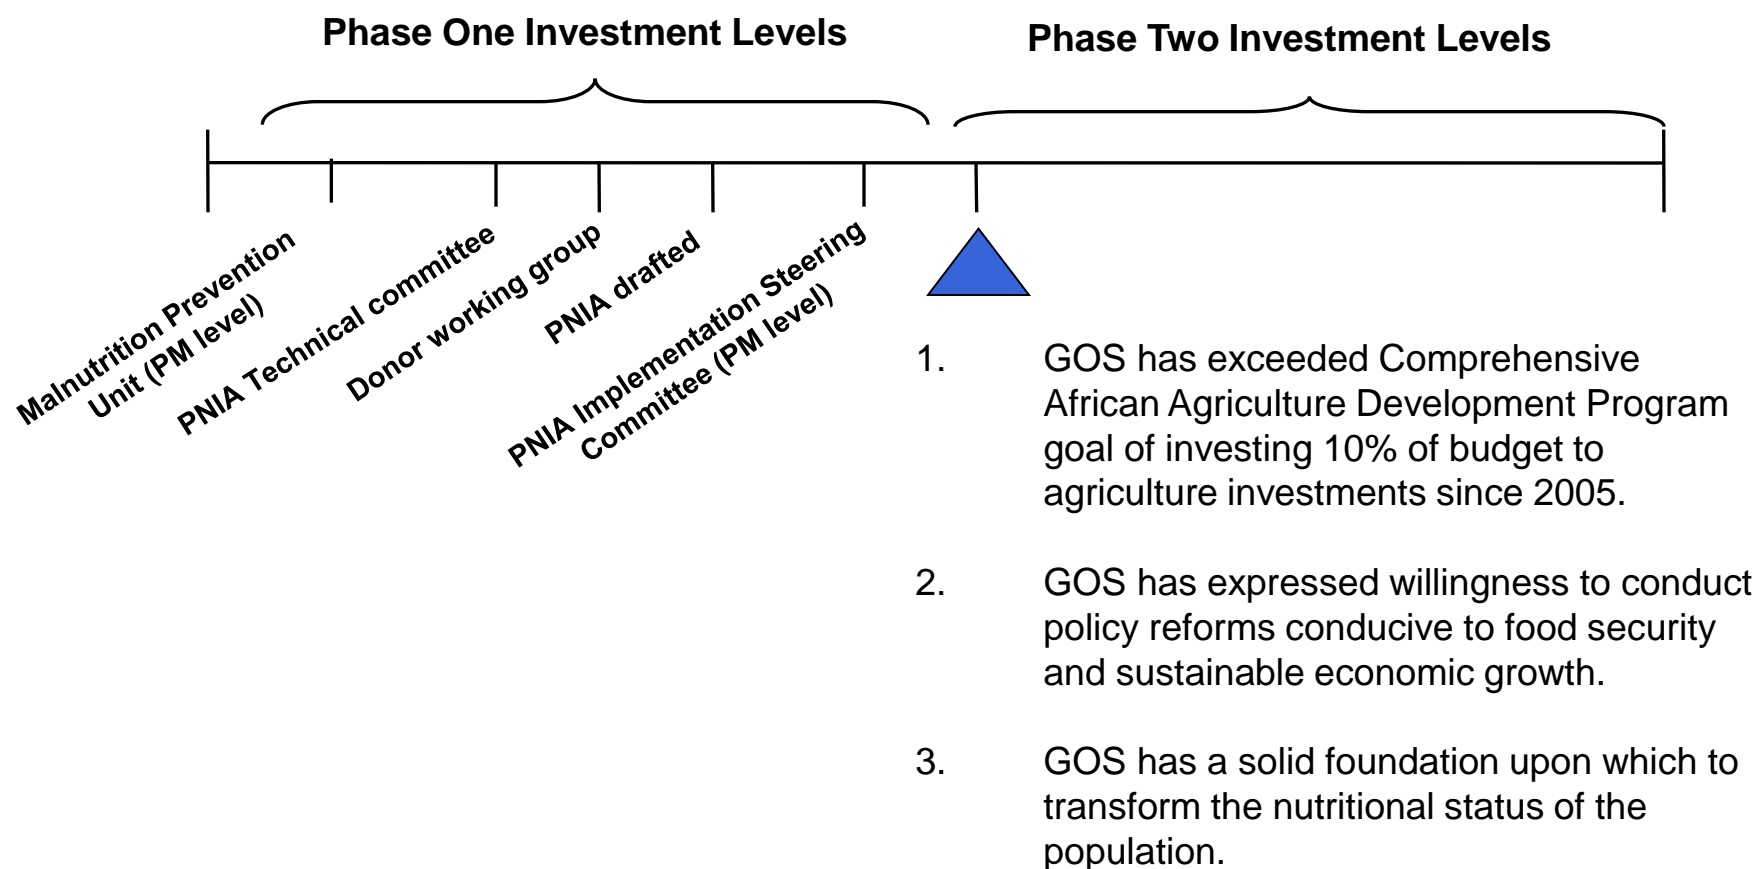 Phase One Investment Levels
Phase Two Investment Levels
Malnutrition Prevention
Unit (PM level)
PNIA Technical committee
Donor working group
PNIA drafted
PNIA Implementation Steering
Committee (PM level)
1. GOS has exceeded Comprehensive
African Agriculture Development Program
goal of investing 10% of budget to
agriculture investments since 2005.
2. GOS has expressed willingness to conduct
policy reforms conducive to food security
and sustainable economic growth.
3. GOS has a solid foundation upon which to
transform the nutritional status of the
population.